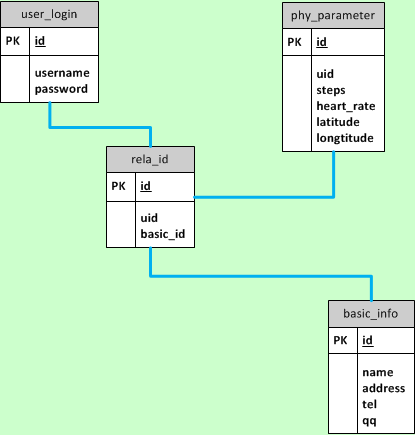 user_login
PK id
username
password
phy_parameter
PK id
uid
steps
heart_rate
latitude
longtitude
rela_id
PK id
uid
basic_id
basic_info
PK id
name
address
tel
qq